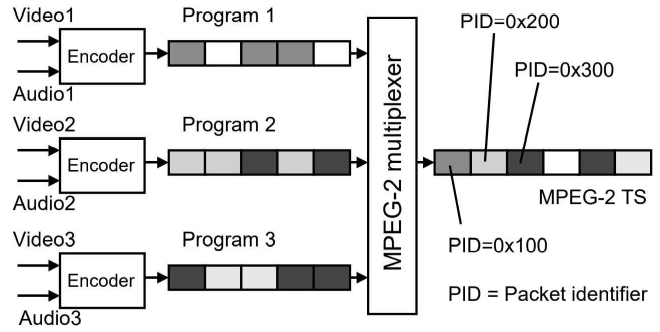 Video1
Program 1
Encoder
Audio1
Video2
Program 2
Encoder
Audio2
Video3
Program 3
Encoder
Audio3
MPEG-2 multiplexer
PID=0x200
PID=0x300
MPEG-2 TS
PID=0x100
PID = Packet identifier